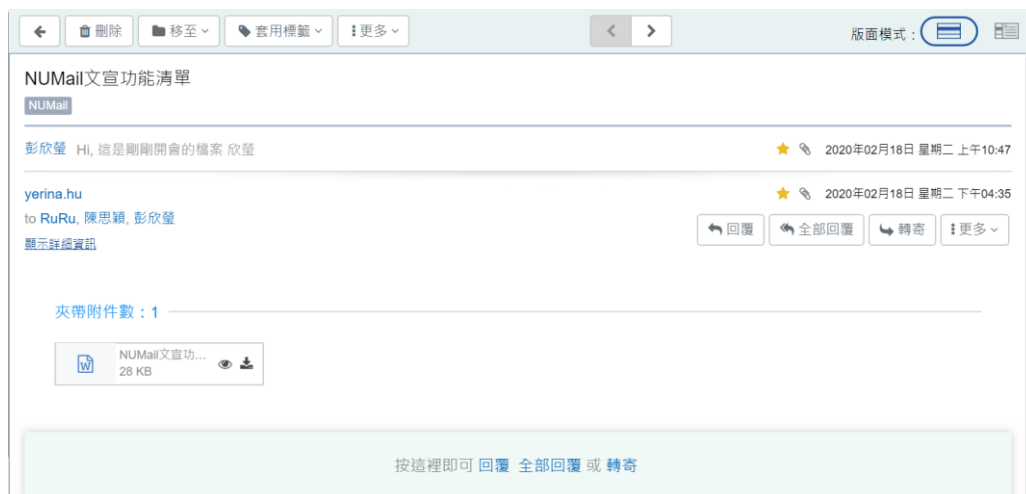 刪除 移至 套用標籤 更多 版面模式：
NUMail文宣功能清單
NUMail
彭欣瑩 Hi, 這是剛剛開會的檔案 欣瑩 2020年02月18日 星期二 上午10:47
yerina.hu 2020年02月18日 星期二 下午04:35
to RuRu, 陳思穎, 彭欣瑩
回覆 全部回覆 轉寄 更多
顯示詳細資訊
夾帶附件數：1
NUMail文宣功...
28 KB
按這裡即可 回覆 全部回覆 或 轉寄